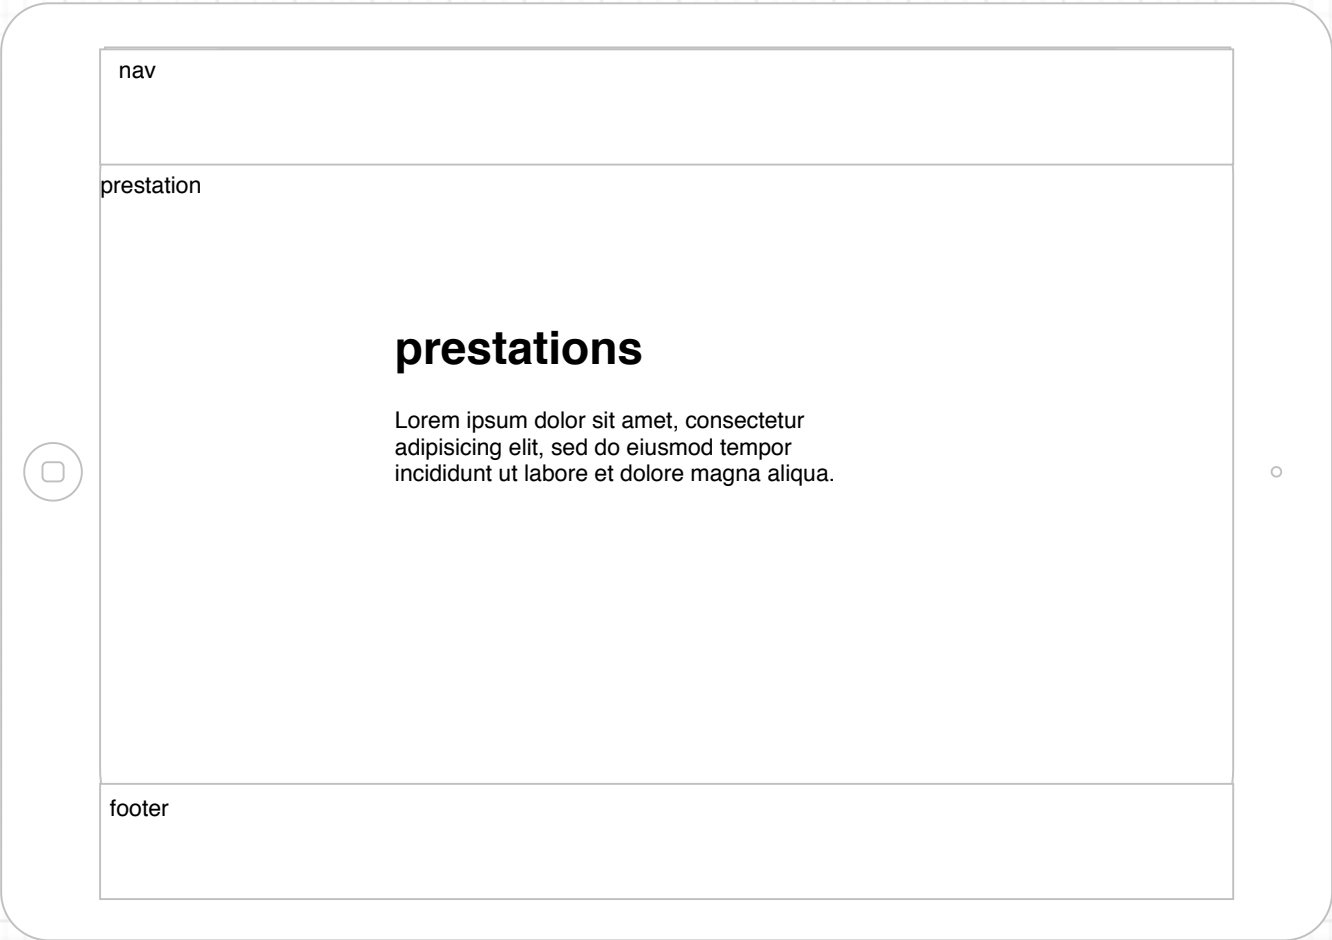 nav
prestation
prestations
Lorem ipsum dolor sit amet, consectetur
adipisicing elit, sed do eiusmod tempor
incididunt ut labore et dolore magna aliqua.
footer